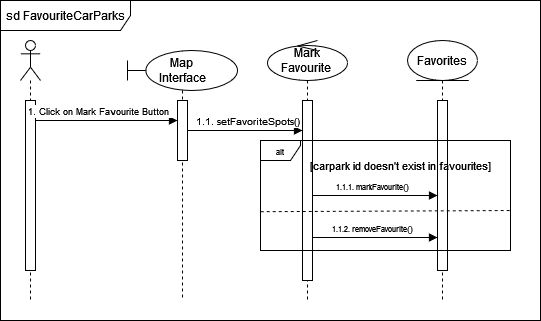 sd FavouriteCarParks
Map
Interface
Mark
Favourite
Favorites
1. Click on Mark Favourite Button
1.1. setFavoriteSpots()
alt
[carpark id doesn't exist in favourites]
1.1.1. markFavourite()
1.1.2. removeFavourite()